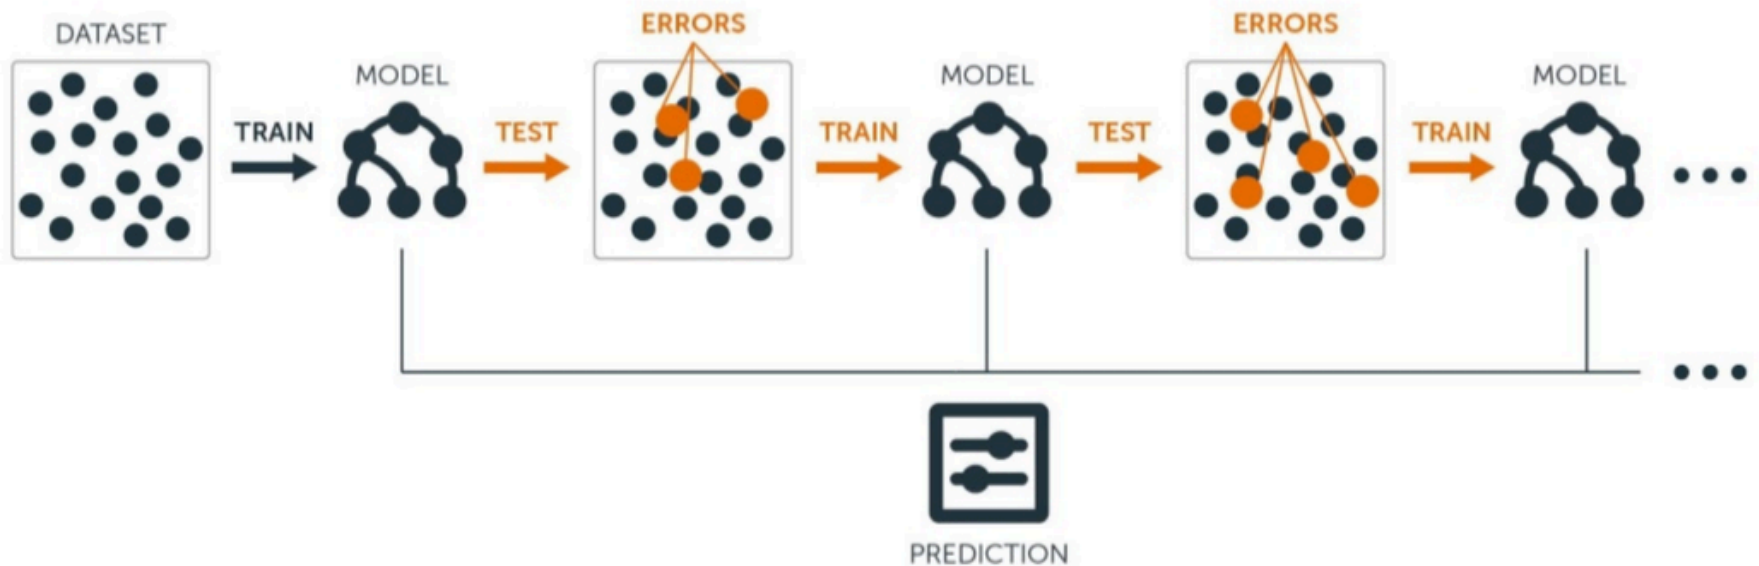 DATASET
TRAIN
MODEL
TEST
ERRORS
TRAIN
MODEL
TEST
ERRORS
TRAIN
MODEL
PREDICTION